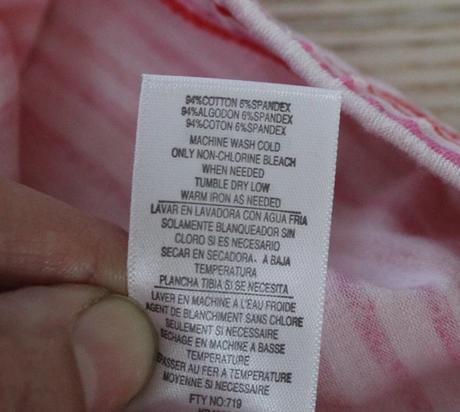 94%COTTON 6%SPANDEX
94%ALGODON 6%SPANDEX
94%COTON 6%SPANDEX
MACHINE WASH COLD
ONLY NON-CHLORINE BLEACH
WHEN NEEDED
TUMBLE DRY LOW
WARM IRON AS NEEDED
LAVAR EN LAVADORA CON AGUA FRIA
SOLAMENTE BLANQUEADOR SIN
CLORO SI ES NECESARIO
SECAR EN SECADORA, A BAJA
TEMPERATURA
PLANCHA TIBIA SI SE NECESITA
LAVER EN MACHINE A L'EAU FROIDE
AGENT DE BLANCHIMENT SANS CHLORE
SEULEMENT SI NECESSAIRE
SECHAGE EN MACHINE A BASSE
TEMPERATURE
PASSER AU FER A TEMPERATURE
MOYENNE SI NECESSAIRE
FTY NO:719